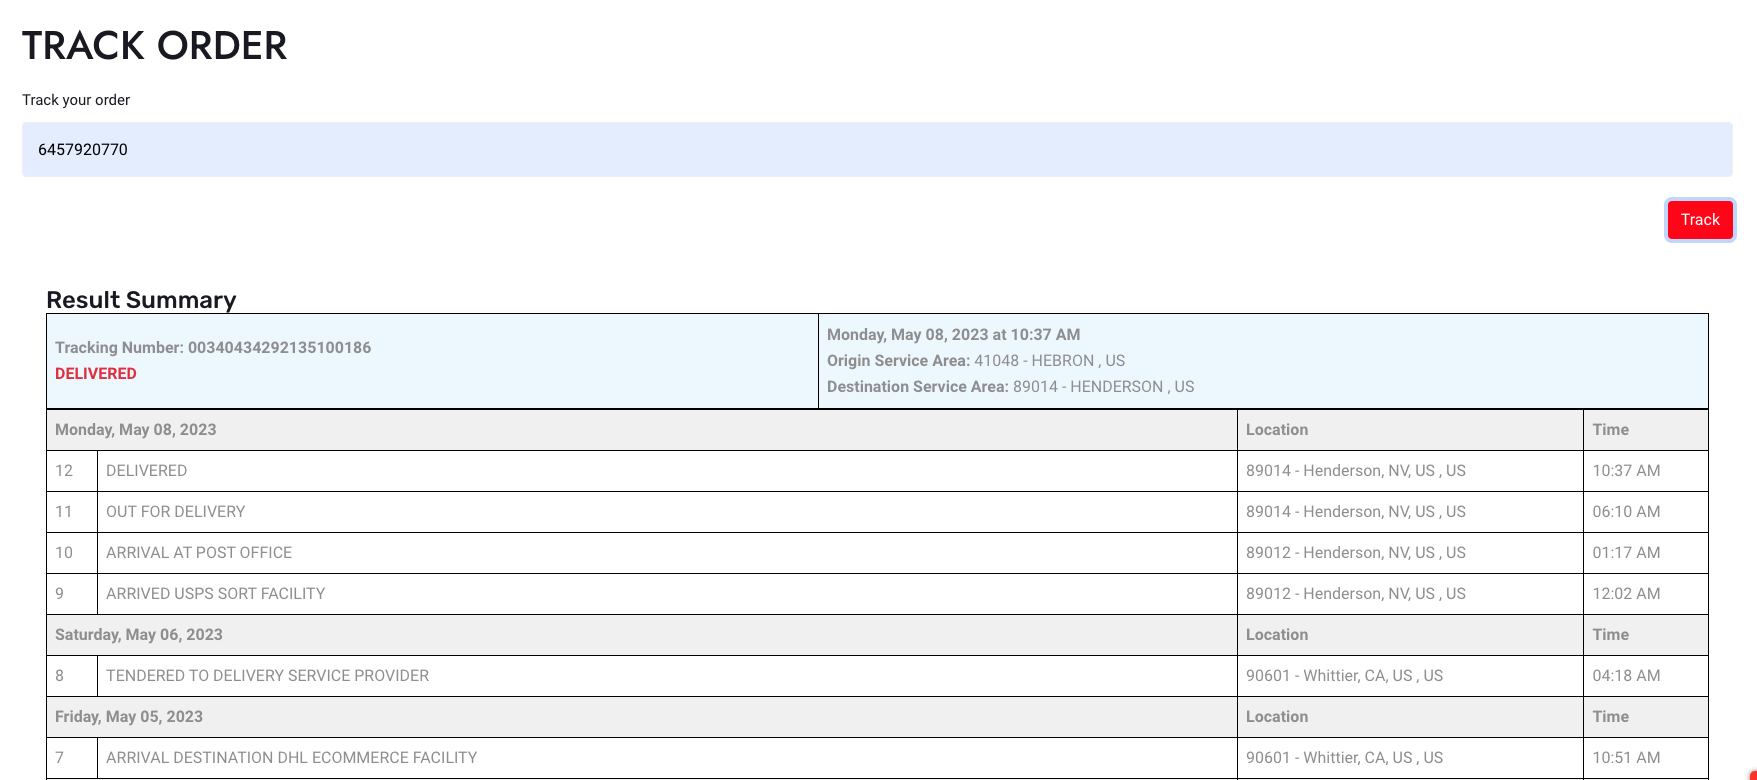 TRACK ORDER
Track your order
6457920770
Track
Result Summary
Tracking Number: 00340434292135100186
DELIVERED
Monday, May 08, 2023 at 10:37 AM
Origin Service Area: 41048 - HEBRON , US
Destination Service Area: 89014 - HENDERSON , US
Monday, May 08, 2023 Location Time
12 DELIVERED 89014 - Henderson, NV, US , US 10:37 AM
11 OUT FOR DELIVERY 89014 - Henderson, NV, US , US 06:10 AM
10 ARRIVAL AT POST OFFICE 89012 - Henderson, NV, US , US 01:17 AM
9 ARRIVED USPS SORT FACILITY 89012 - Henderson, NV, US , US 12:02 AM
Saturday, May 06, 2023 Location Time
8 TENDERED TO DELIVERY SERVICE PROVIDER 90601 - Whittier, CA, US , US 04:18 AM
Friday, May 05, 2023 Location Time
7 ARRIVAL DESTINATION DHL ECOMMERCE FACILITY 90601 - Whittier, CA, US , US 10:51 AM